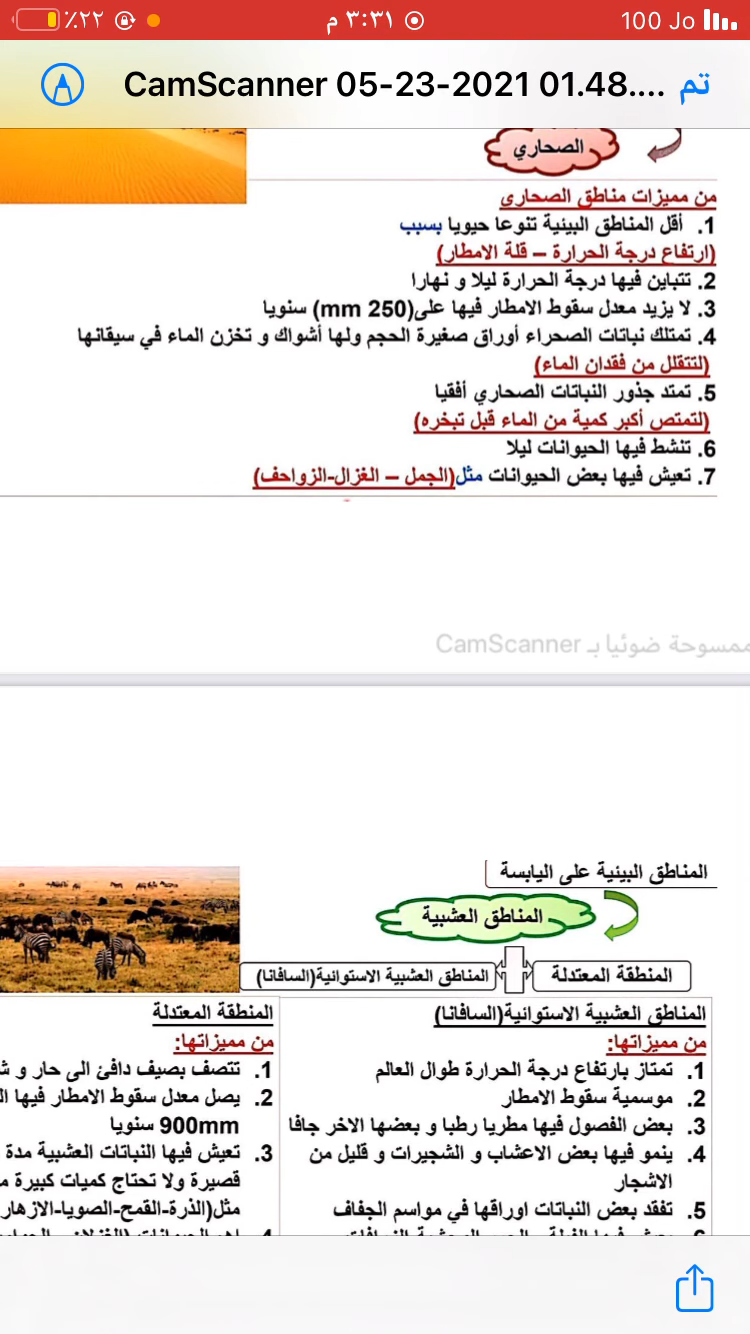 100 Jo ٣:٣١ م ٪٢٢
تم CamScanner 05-23-2021 01.48....
الصحاري
من مميزات مناطق الصحاري
1. أقل المناطق البيئية تنوعا حيويا بسبب
(ارتفاع درجة الحرارة – قلة الامطار)
2. تتباين فيها درجة الحرارة ليلا و نهارا
3. لا يزيد معدل سقوط الامطار فيها على(250 mm) سنويا
4. تمتلك نباتات الصحراء أوراق صغيرة الحجم ولها أشواك و تخزن الماء في سيقانها
(لتتقلل من فقدان الماء)
5. تمتد جذور النباتات الصحاري أفقيا
(لتمتص أكبر كمية من الماء قبل تبخره)
6. تنشط فيها الحيوانات ليلا
7. تعيش فيها بعض الحيوانات مثل(الجمل – الغزال-الزواحف)
ممسوحة ضوئيا بـ CamScanner
المناطق البيئية على اليابسة
المناطق العشبية
المنطقة المعتدلة
المناطق العشبية الاستوائية(السافانا)
المناطق العشبية الاستوائية(السافانا)
من مميزاتها:
1. تمتاز بارتفاع درجة الحرارة طوال العالم
2. موسمية سقوط الامطار
3. بعض الفصول فيها مطريا رطبا و بعضها الاخر جافا
4. ينمو فيها بعض الاعشاب و الشجيرات و قليل من
الاشجار
5. تفقد بعض النباتات اوراقها في مواسم الجفاف
المنطقة المعتدلة
من مميزاتها:
1. تتصف بصيف دافئ الى حار و
2. يصل معدل سقوط الامطار فيها
900mm سنويا
3. تعيش فيها النباتات العشبية مدة
قصيرة ولا تحتاج كميات كبيرة
مثل(الذرة-القمح-الصويا-الازهار